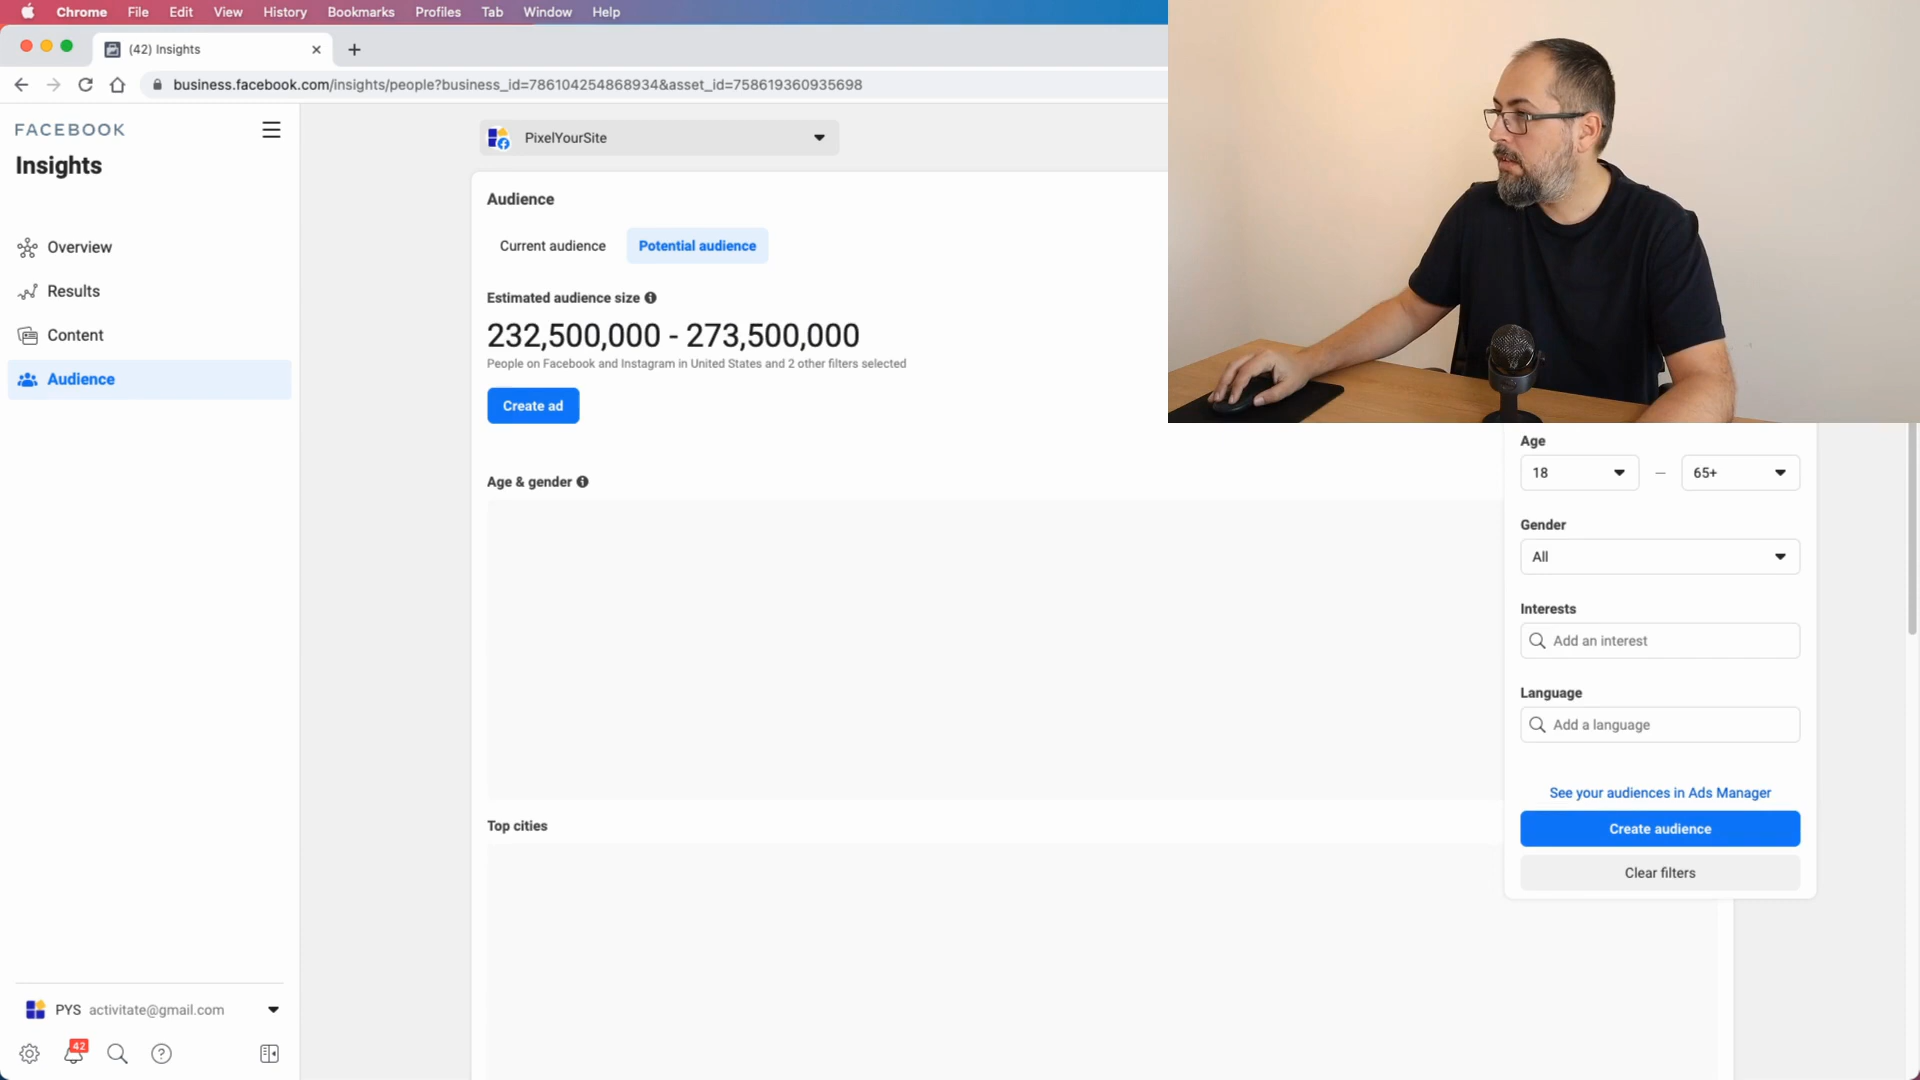 Chrome File Edit View History Bookmarks Profiles Tab Window Help
(42) Insights
business.facebook.com/insights/people?business_id=786104254868934&asset_id=758619360935698
FACEBOOK
Insights
Overview
Results
Content
Audience
PYS activitate@gmail.com
42
PixelYourSite
Audience
Current audience
Potential audience
Estimated audience size
232,500,000 - 273,500,000
People on Facebook and Instagram in United States and 2 other filters selected
Create ad
Age & gender
Top cities
Age
18 — 65+
Gender
All
Interests
Add an interest
Language
Add a language
See your audiences in Ads Manager
Create audience
Clear filters